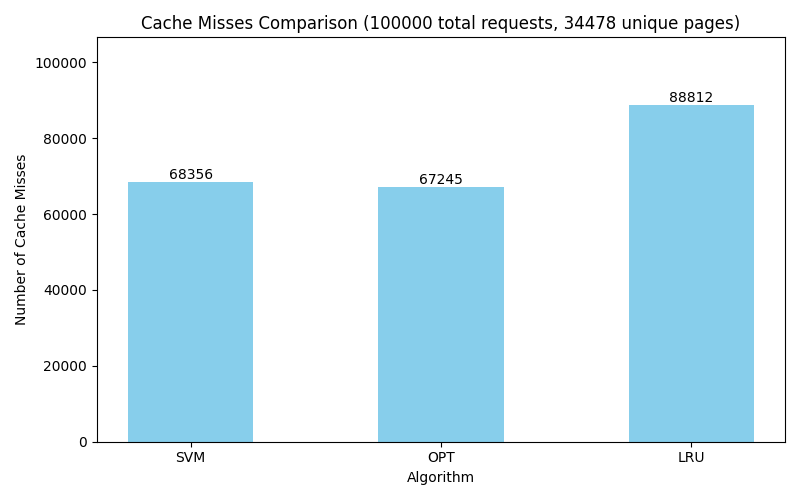 Cache Misses Comparison (100000 total requests, 34478 unique pages)
Number of Cache Misses
100000
80000
60000
40000
20000
0
68356
67245
88812
SVM
OPT
LRU
Algorithm